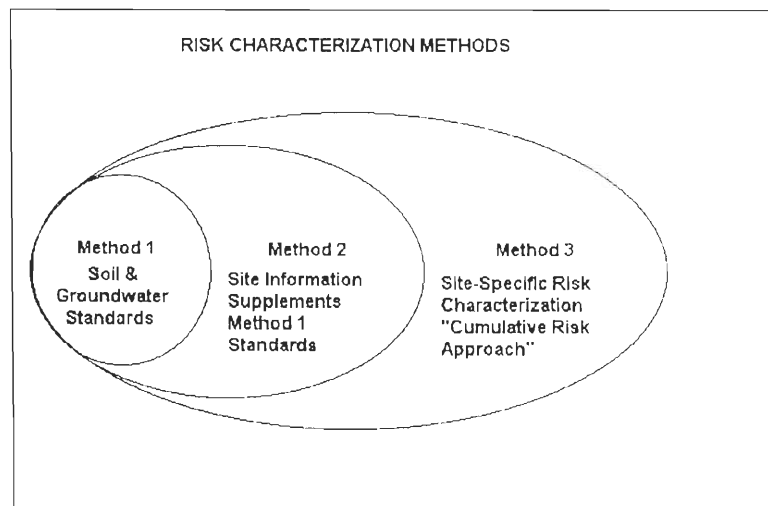 RISK CHARACTERIZATION METHODS
Method 1
Soil &
Groundwater
Standards
Method 2
Site Information
Supplements
Method 1
Standards
Method 3
Site-Specific Risk
Characterization
"Cumulative Risk
Approach"